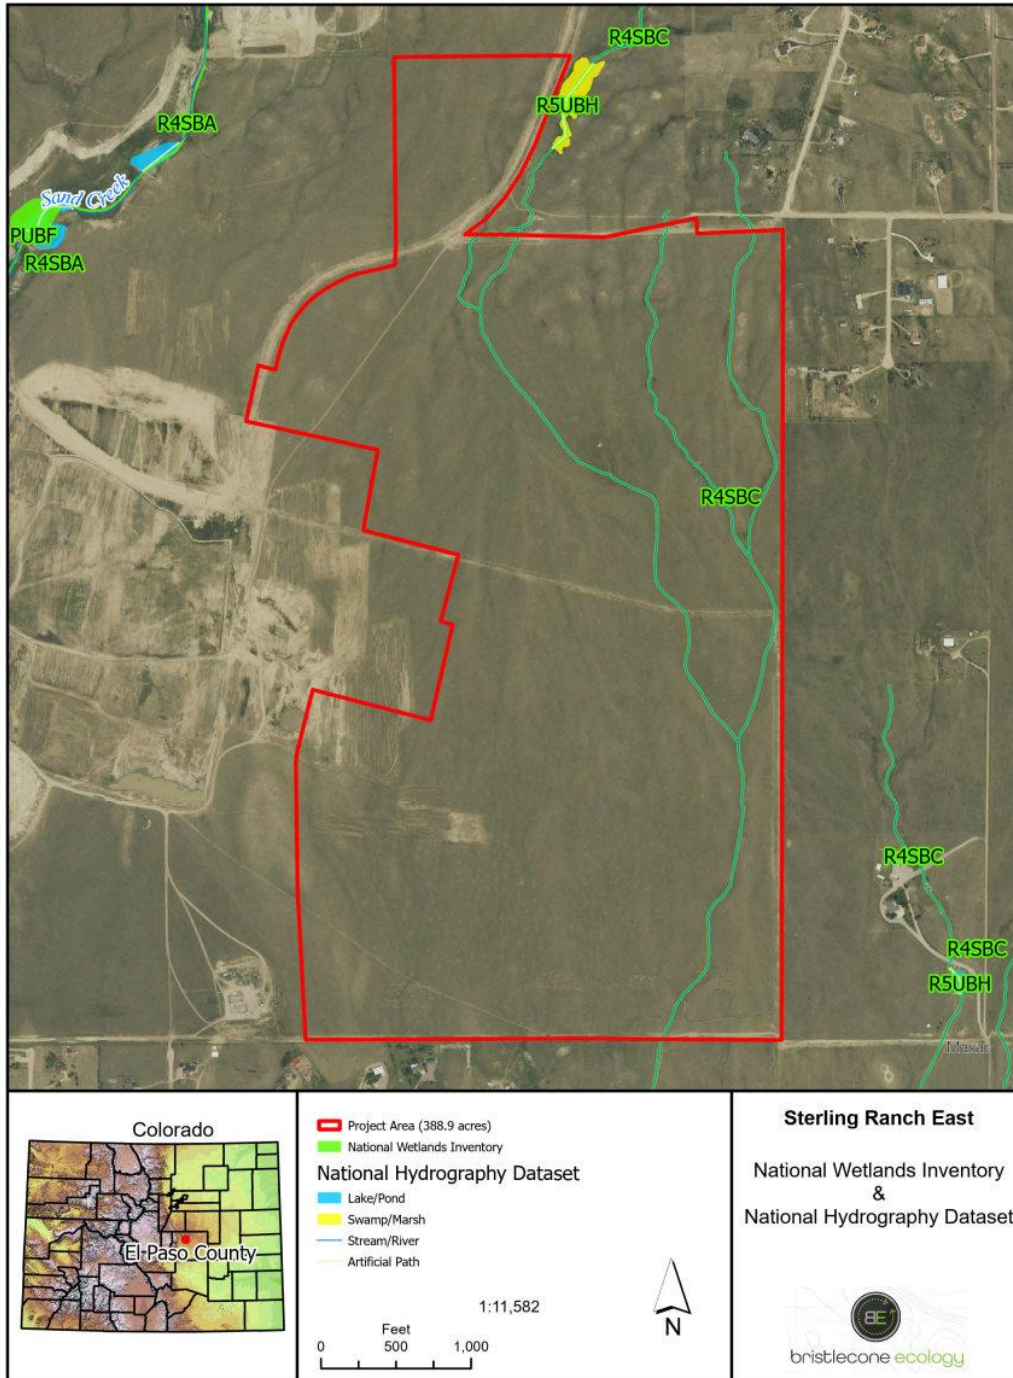 R4SBC
R5UBH
R4SBA
Sand Creek
PUBF
R4SBA
R4SBC
R4SBC
R4SBC
R5UBH
Maxar
Colorado
El Paso County
Project Area (388.9 acres)
National Wetlands Inventory
National Hydrography Dataset
Lake/Pond
Swamp/Marsh
Stream/River
Artificial Path
1:11,582
Feet
0 500 1,000
N
Sterling Ranch East
National Wetlands Inventory
&
National Hydrography Dataset
BE
bristlecone ecology